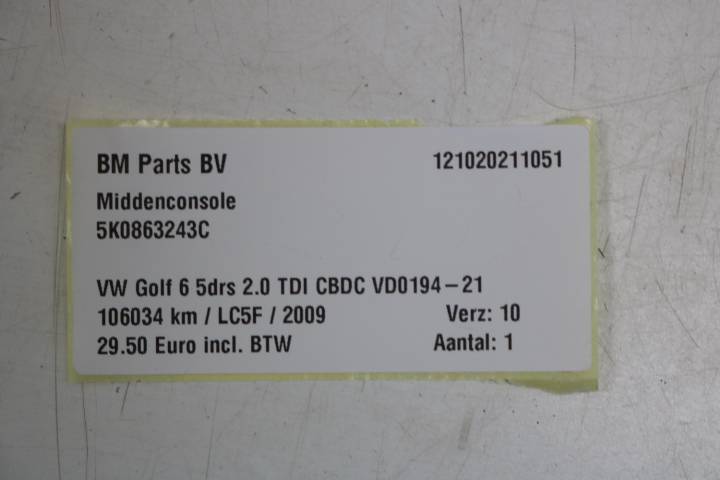 BM Parts BV 121020211051
Middenconsole
5K0863243C
VW Golf 6 5drs 2.0 TDI CBDC VD0194-21
106034 km / LC5F / 2009 Verz: 10
29.50 Euro incl. BTW Aantal: 1